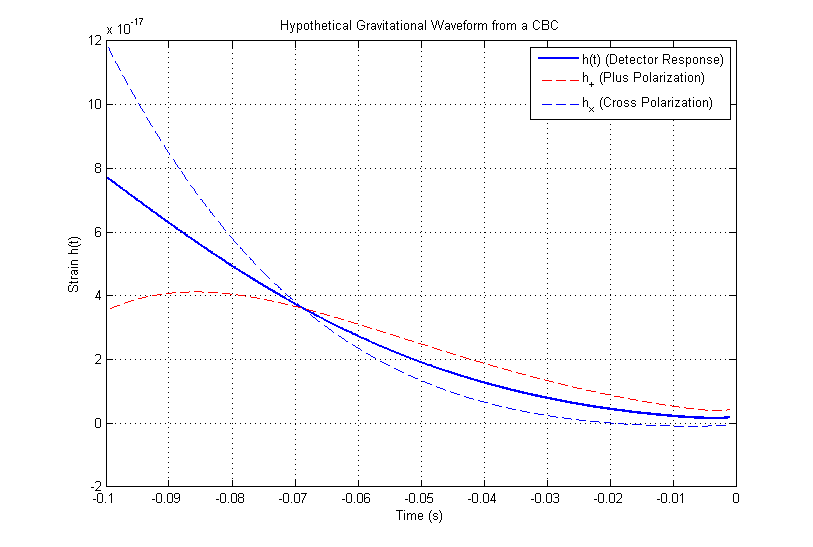 Hypothetical Gravitational Waveform from a CBC
x 10^-17
h(t) (Detector Response)
h+ (Plus Polarization)
h× (Cross Polarization)
12
10
8
6
4
2
0
-2
Strain h(t)
-0.1 -0.09 -0.08 -0.07 -0.06 -0.05 -0.04 -0.03 -0.02 -0.01 0
Time (s)